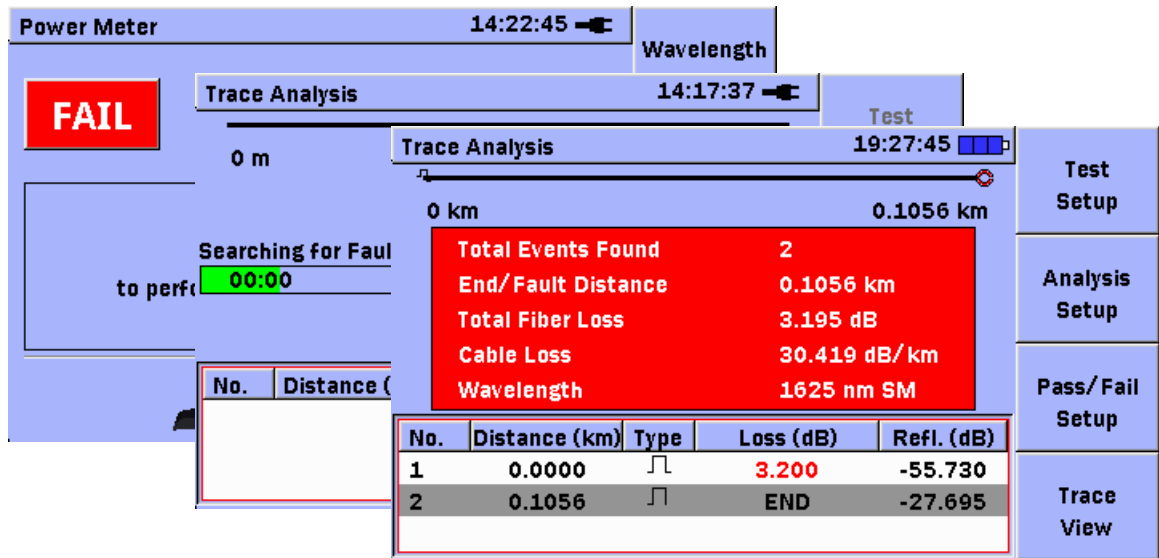 Power Meter 14:22:45
Wavelength
FAIL
to perfo
Trace Analysis 14:17:37
Test
0 m
Searching for Faul
00:00
No. Distance (
Trace Analysis 19:27:45
0 km 0.1056 km
Total Events Found 2
End/Fault Distance 0.1056 km
Total Fiber Loss 3.195 dB
Cable Loss 30.419 dB/km
Wavelength 1625 nm SM
No. Distance (km) Type Loss (dB) Refl. (dB)
1 0.0000 3.200 -55.730
2 0.1056 END -27.695
Test
Setup
Analysis
Setup
Pass/Fail
Setup
Trace
View